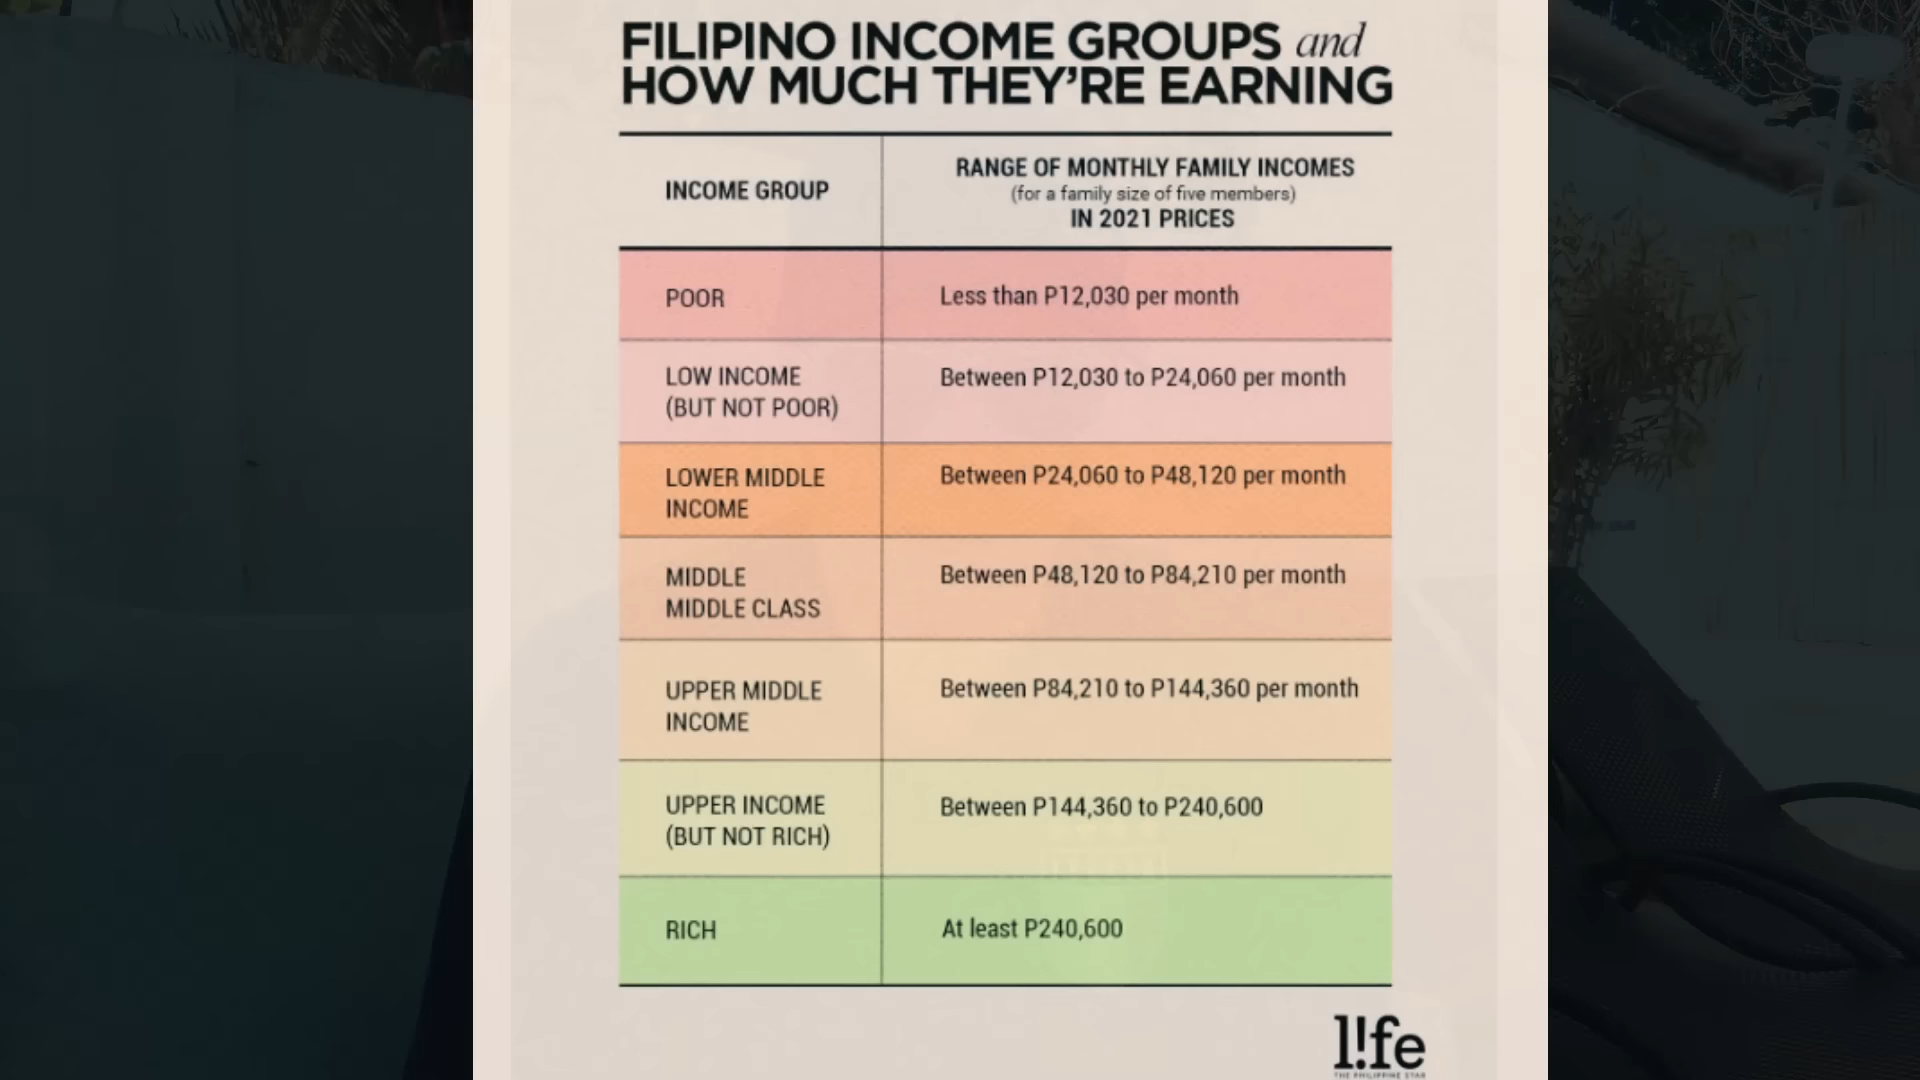 FILIPINO INCOME GROUPS and
HOW MUCH THEY'RE EARNING
INCOME GROUP
RANGE OF MONTHLY FAMILY INCOMES
(for a family size of five members)
IN 2021 PRICES
POOR
Less than P12,030 per month
LOW INCOME
(BUT NOT POOR)
Between P12,030 to P24,060 per month
LOWER MIDDLE
INCOME
Between P24,060 to P48,120 per month
MIDDLE
MIDDLE CLASS
Between P48,120 to P84,210 per month
UPPER MIDDLE
INCOME
Between P84,210 to P144,360 per month
UPPER INCOME
(BUT NOT RICH)
Between P144,360 to P240,600
RICH
At least P240,600
l!fe
THE PHILIPPINE STAR